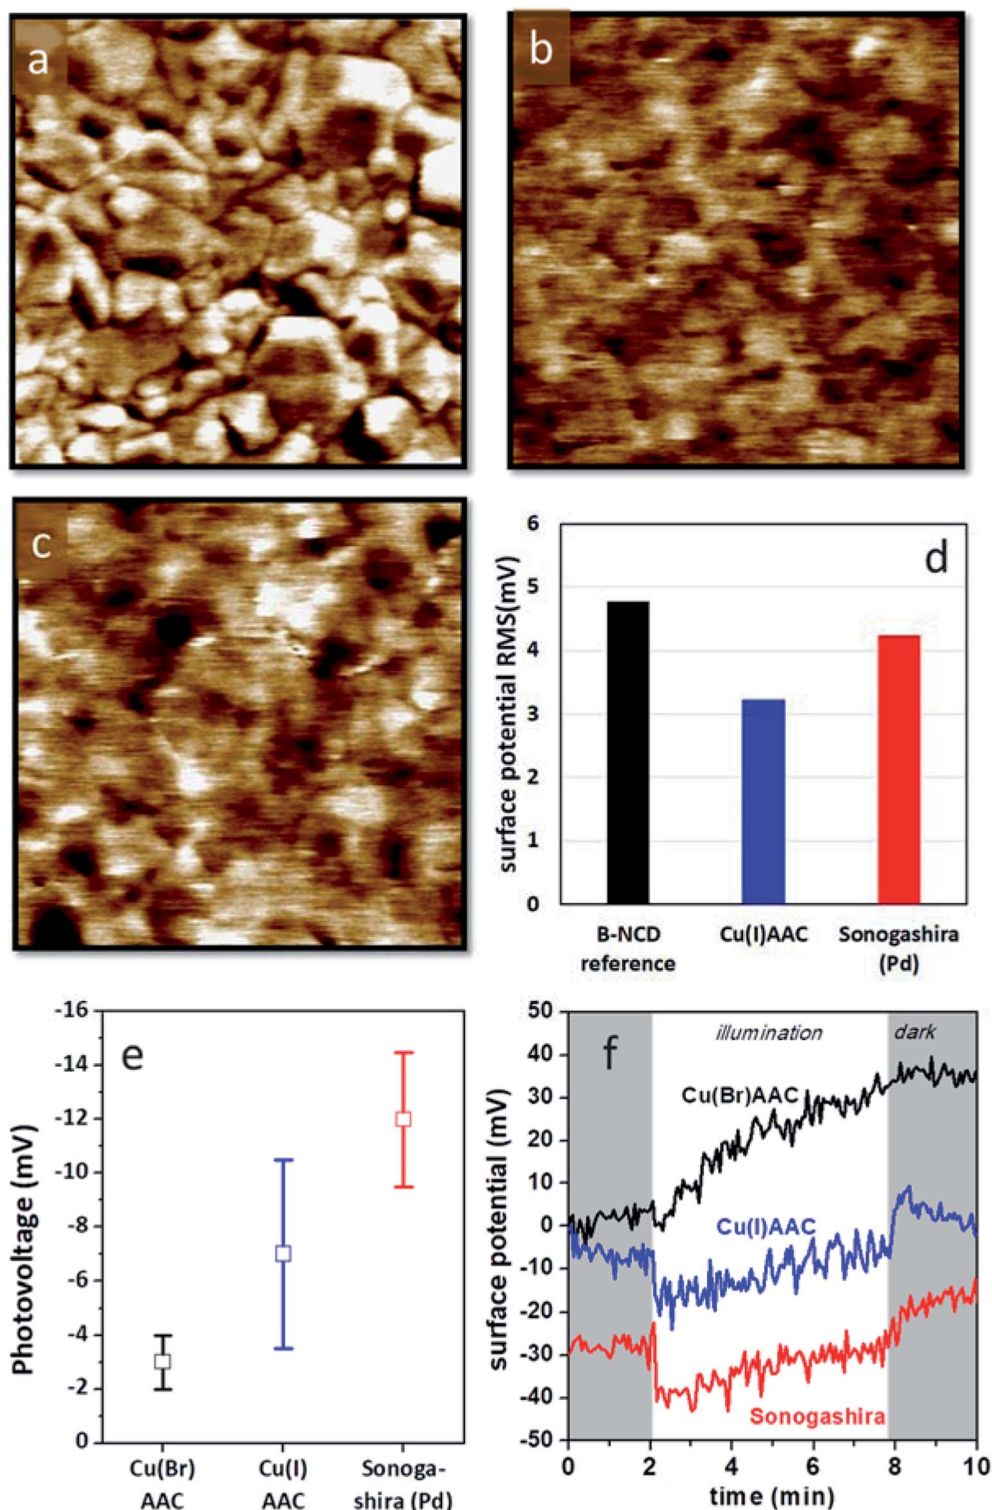 a
b
c
d
surface potential RMS(mV)
6
5
4
3
2
1
0
B-NCD
reference
Cu(I)AAC
Sonogashira
(Pd)
e
Photovoltage (mV)
-16
-14
-12
-10
-8
-6
-4
-2
0
Cu(Br)
AAC
Cu(I)
AAC
Sonoga-
shira (Pd)
f
illumination
dark
surface potential (mV)
50
40
30
20
10
0
-10
-20
-30
-40
-50
Cu(Br)AAC
Cu(I)AAC
Sonogashira
0 2 4 6 8 10
time (min)